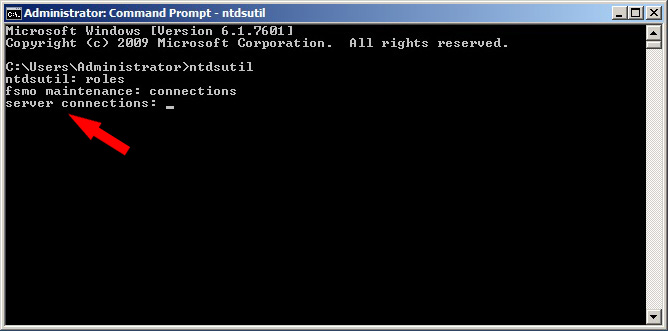 Administrator: Command Prompt - ntdsutil
Microsoft Windows [Version 6.1.7601]
Copyright (c) 2009 Microsoft Corporation.  All rights reserved.
C:\Users\Administrator>ntdsutil
ntdsutil: roles
fsmo maintenance: connections
server connections: _